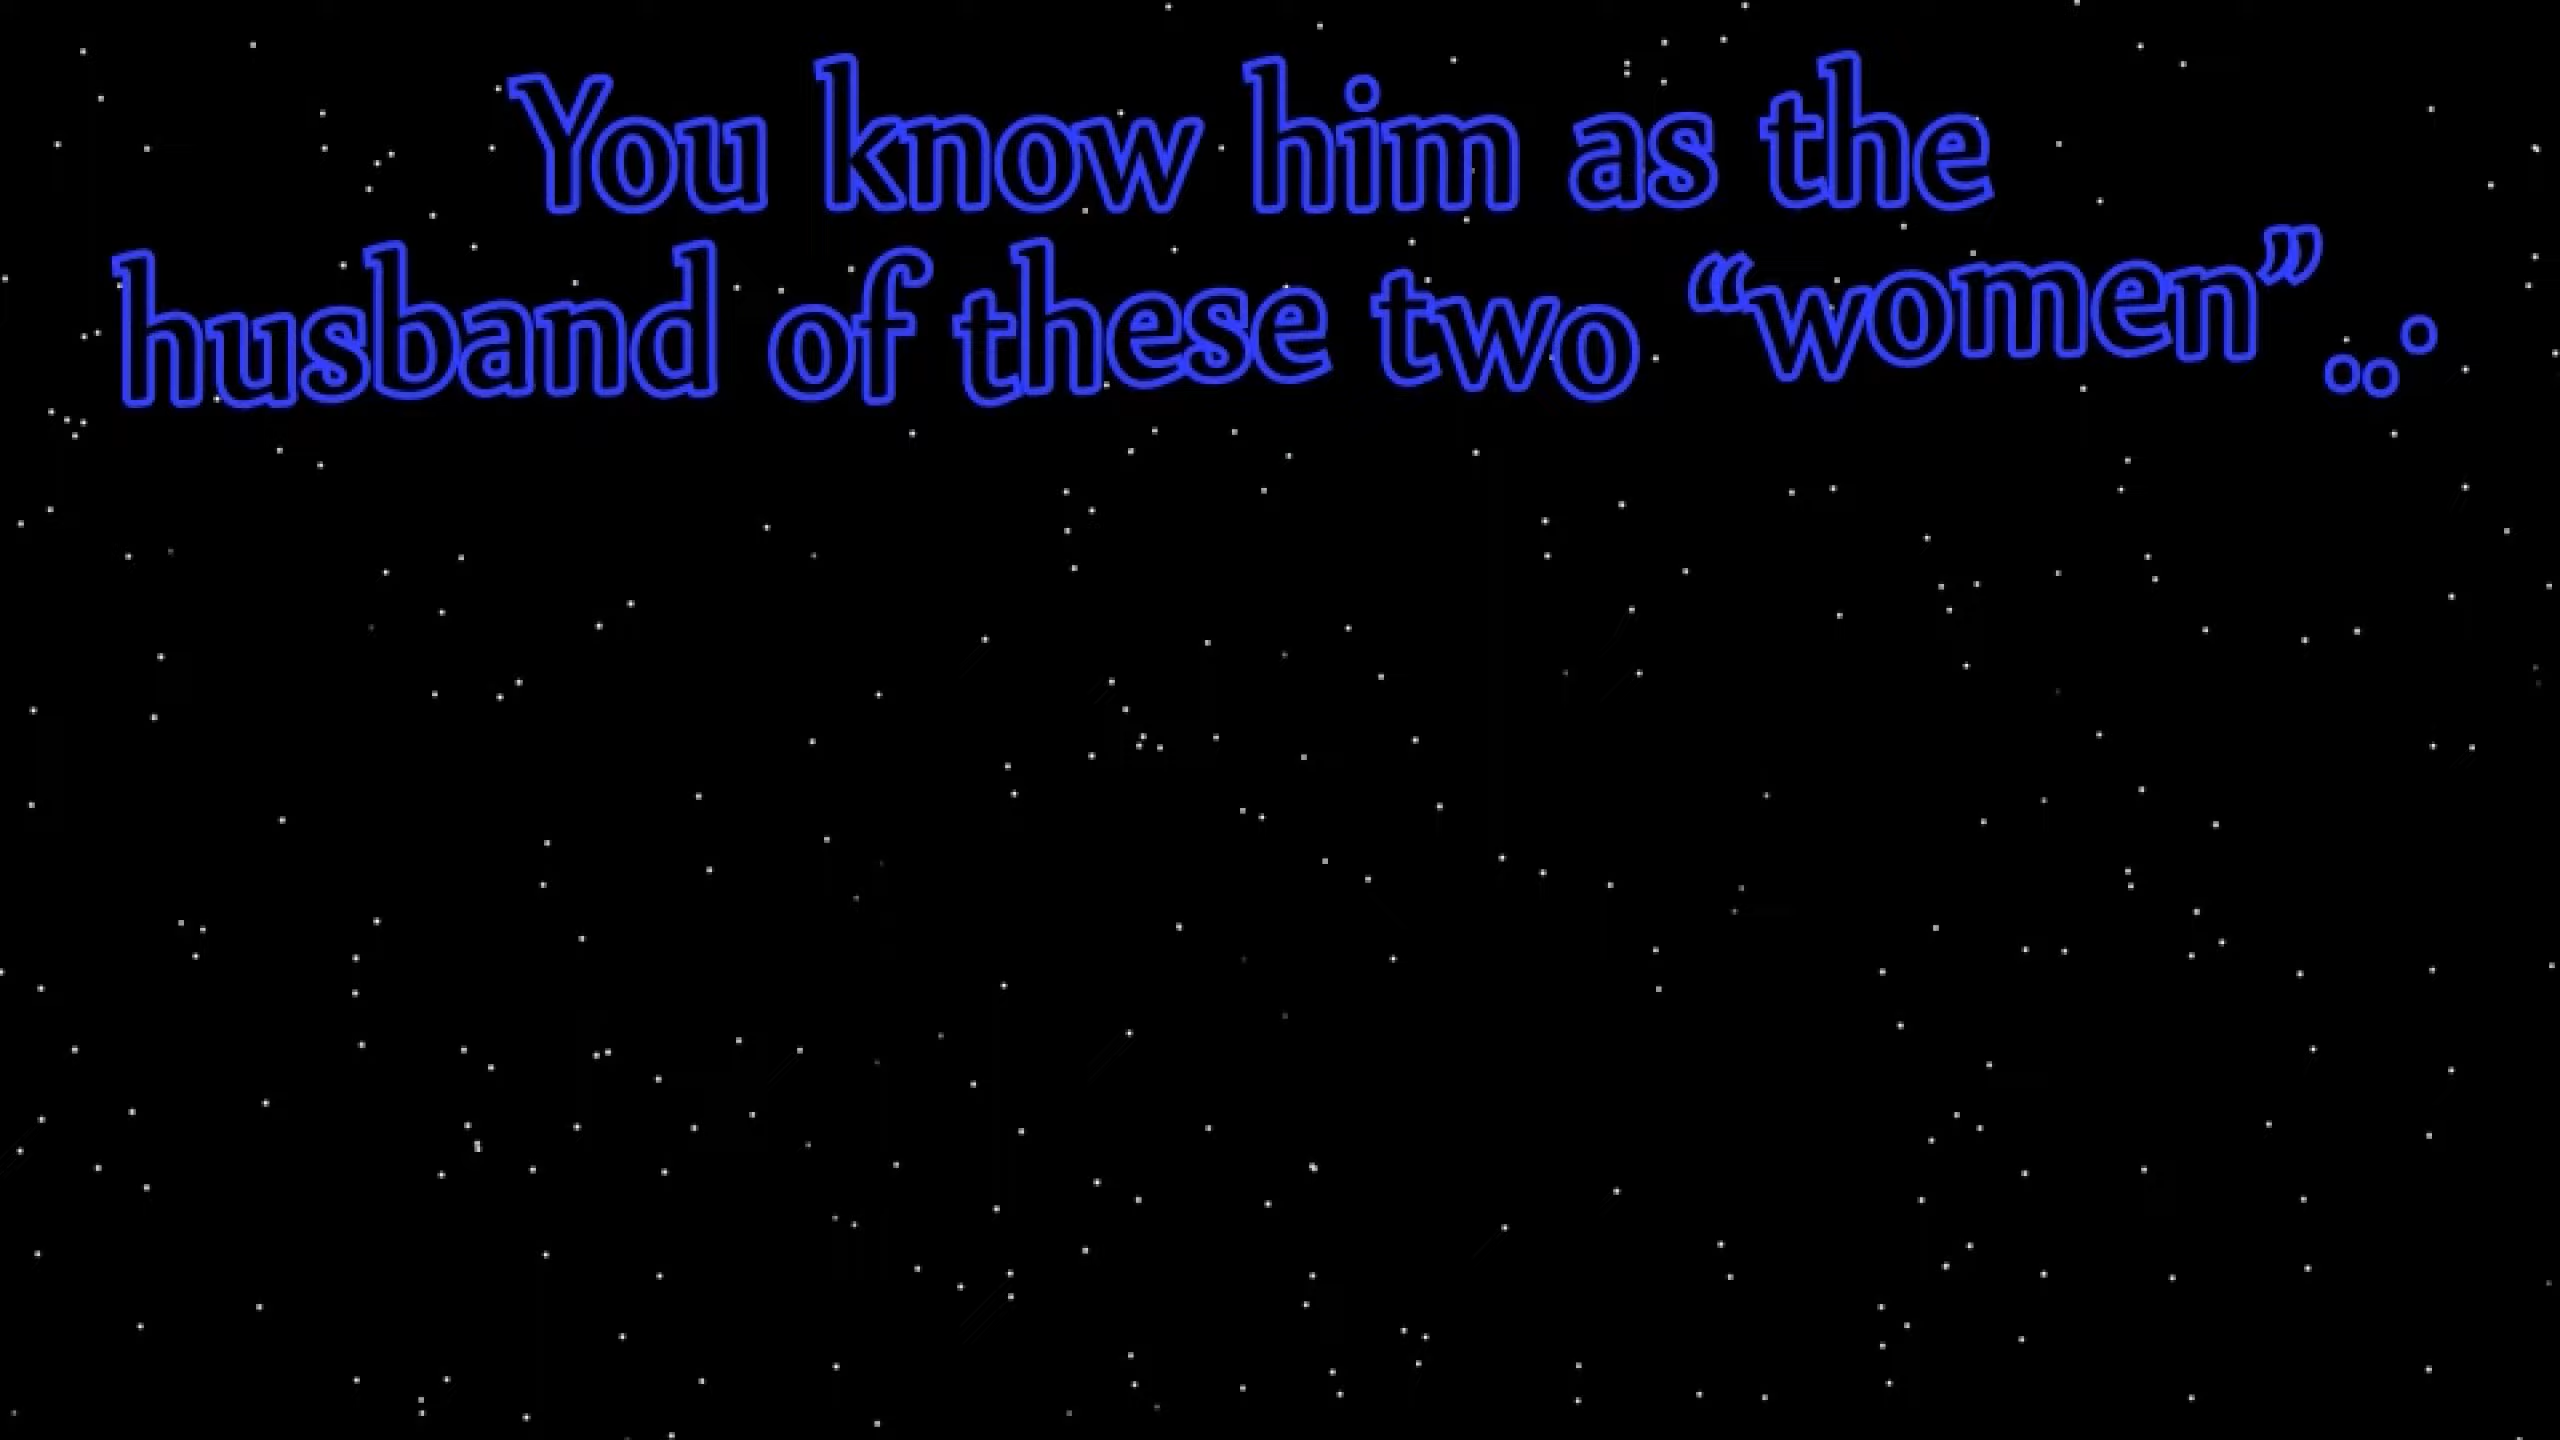 You know him as the
husband of these two “women”...